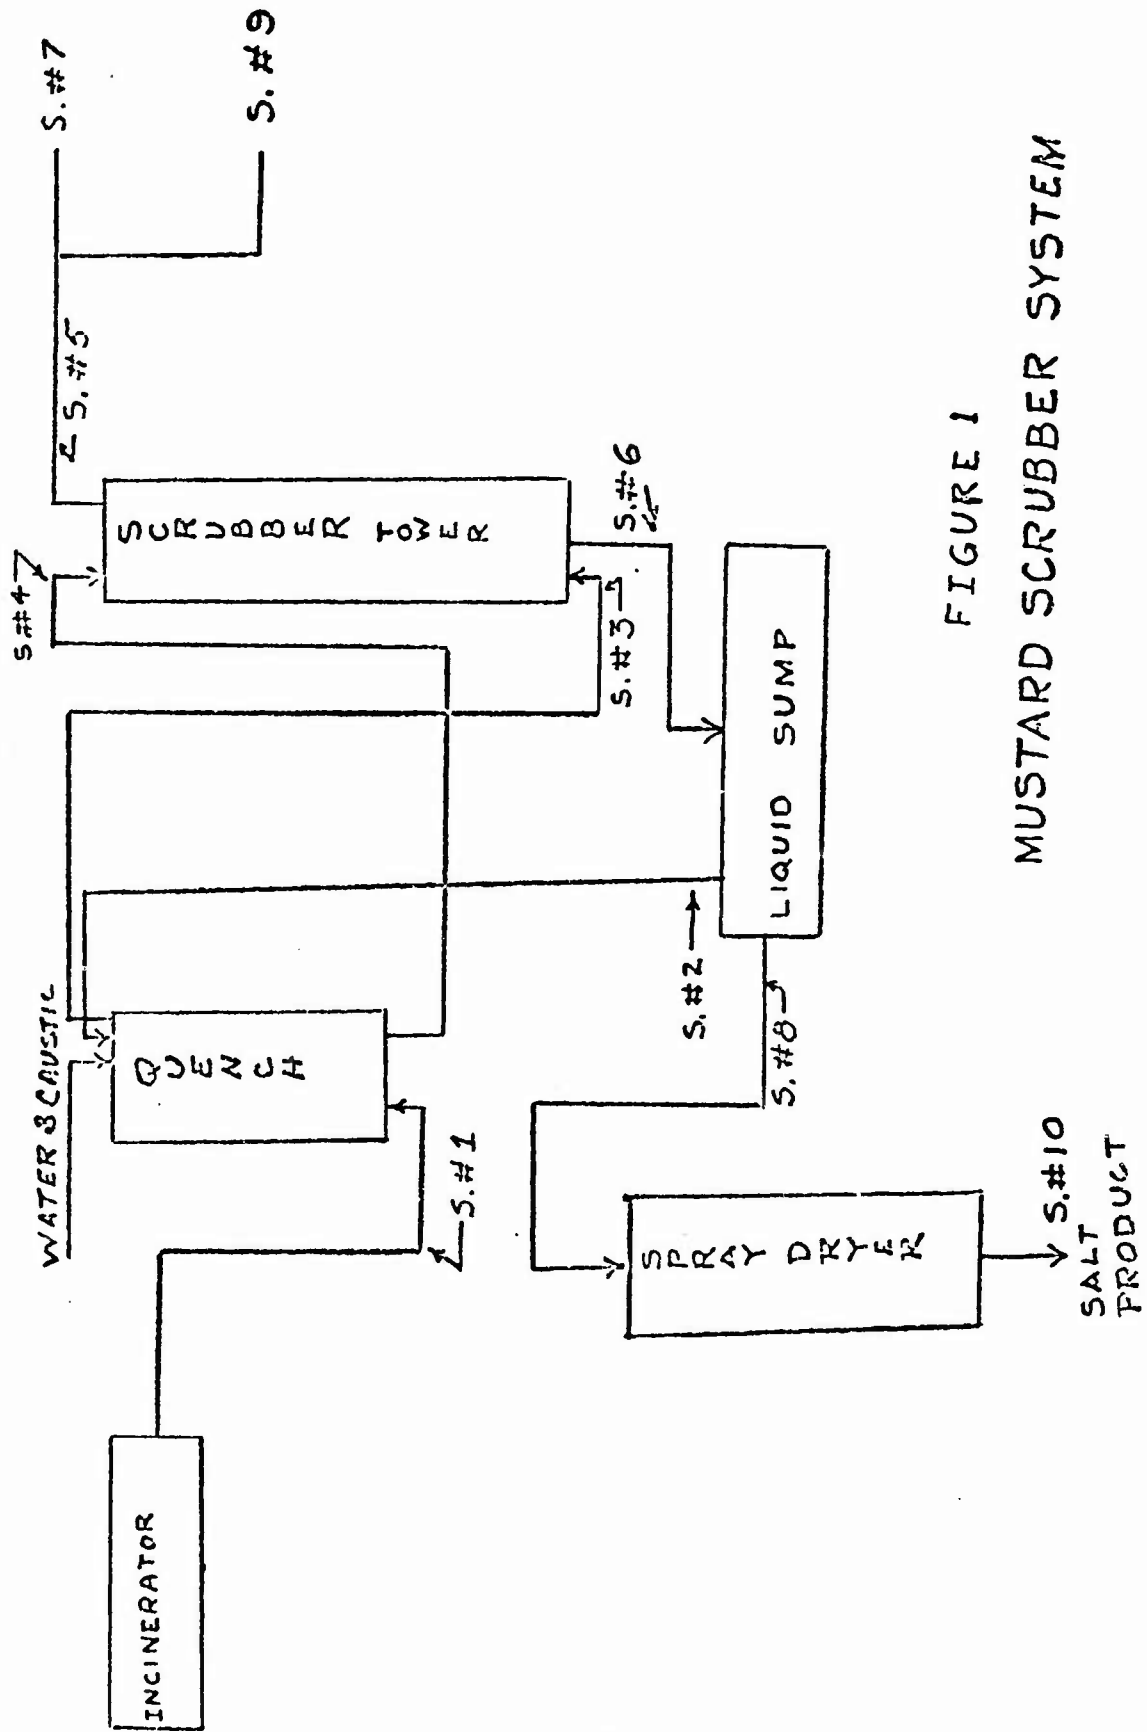 INCINERATOR
WATER & CAUSTIC
QUENCH
S.#1
S#4
SCRUBBER TOWER
S.#5
S.#7
S.#9
S.#3
S.#6
S.#2
LIQUID SUMP
S.#8
SPRAY DRYER
S.#10
SALT
PRODUCT
FIGURE 1
MUSTARD SCRUBBER SYSTEM